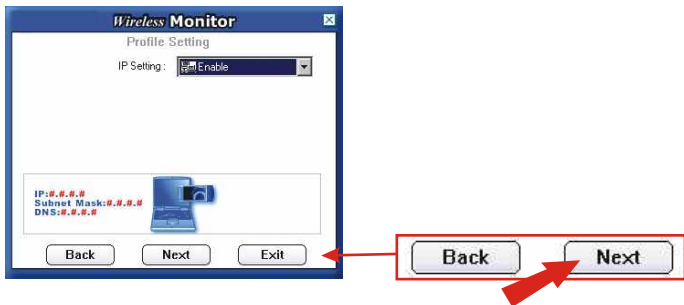 Wireless Monitor
Profile Setting
IP Setting : Enable
IP:#.#.#.#
Subnet Mask:#.#.#.#
DNS:#.#.#.#
Back Next Exit
Back Next